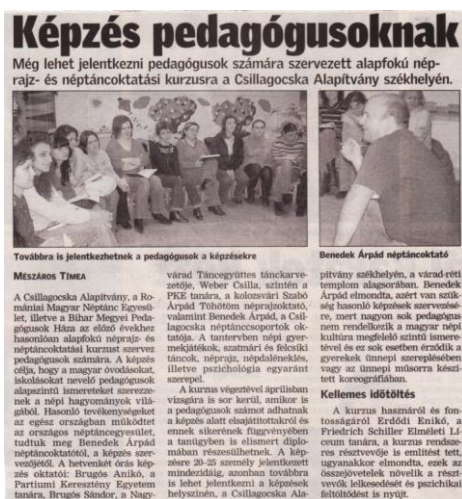 Képzés pedagógusoknak
Még lehet jelentkezni pedagógusok számára szervezett alapfokú nép-
rajz- és néptáncoktatási kurzusra a Csillagocska Alapítvány székhelyén.
Továbbra is jelentkezhetnek a pedagógusok a képzésekre
Benedek Árpád néptáncoktató
MÉSZÁROS TÍMEA
A Csillagocska Alapítvány, a Ro-
mániai Magyar Néptánc Egyesü-
let, illetve a Bihar Megyei Peda-
gógusok Háza az előző évekhez
hasonlóan alapfokú néprajz- és
néptáncoktatási kurzust szervez
pedagógusok számára. A képzés
célja, hogy a magyar óvodásokat,
iskolásokat nevelő pedagógusok
alapszintű ismereteket szerezze-
nek a népi hagyományok vilá-
gából. Hasonló tevékenységeket
az egész országban működtet
az országos néptáncegyesület,
tudtuk meg Benedek Árpád
néptáncoktatótól, a képzés szer-
vezőjétől. A hetvenkét órás kép-
zés oktatói: Brugós Anikó, a
Partiumi Keresztény Egyetem
tanára, Brugós Sándor, a Nagy-
várad Táncegyüttes tánckarve-
zetője, Weber Csilla, szintén a
PKE tanára, a kolozsvári Szabó
Árpád Töhötöm néprajzoktató,
valamint Benedek Árpád, a Csil-
lagocska néptánccsoportok ok-
tatója. A tantervben népi gyer-
mekjátékok, szatmári és felcsíki
táncok, néprajz, népdaléneklés,
illetve pszichológia egyaránt
szerepel.
A kurzus végeztével áprilisban
vizsgára is sor kerül, amikor is
a pedagógusok számot adhatnak
a képzés alatt elsajátítottakról és
ennek sikerének függvényében
a tanügyben is elismert diplo-
mában részesülhetnek. A kép-
zésre 20-25 személy jelentkezett
mindezidáig, azonban továbbra
is lehet jelentkezni a képzések
helyszínén, a Csillagocska Ala-
pítvány székhelyén, a várad-réti
templom alagsorában. Benedek
Árpád elmondta, azért van szük-
ség hasonló képzések szervezésé-
re, mert nagyon sok pedagógus
nem rendelkezik a magyar népi
kultúra megfelelő szintű ismere-
tével és ez sok esetben érződik a
gyerekek ünnepi szereplésében
vagy az ünnepi műsorra készí-
tett koreográfiában.
Kellemes időtöltés
A kurzus hasznáról és fon-
tosságáról Erdődi Enikő, a
Friedrich Schiller Elméleti Lí-
ceum tanára, a kurzus rendsze-
res résztvevője is említést tett,
ugyanakkor elmondta, ezek az
összejövetelek növelik a részt-
vevők lelkesedését és pszichikai
feltöltődést is nyújt.